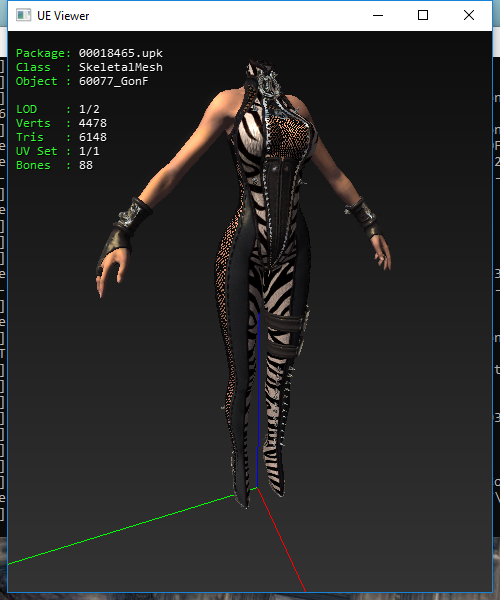 UE Viewer
Package: 00018465.upk
Class : SkeletalMesh
Object : 60077_GonF
LOD : 1/2
Verts : 4478
Tris : 6148
UV Set : 1/1
Bones : 88